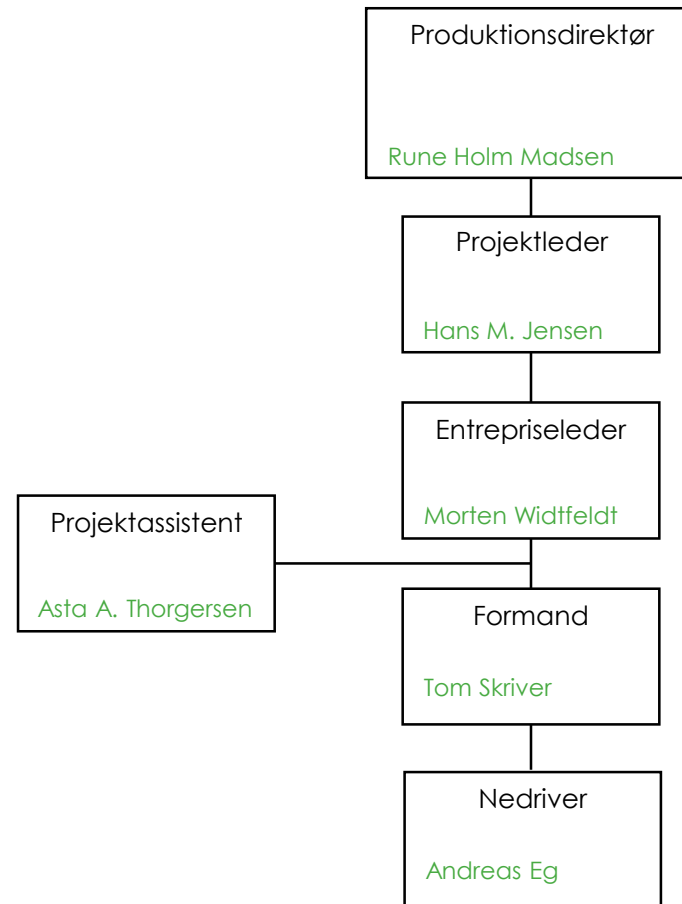 Produktionsdirektør
Rune Holm Madsen
Projektleder
Hans M. Jensen
Entrepriseleder
Morten Widtfeldt
Projektassistent
Asta A. Thorgersen
Formand
Tom Skriver
Nedriver
Andreas Eg